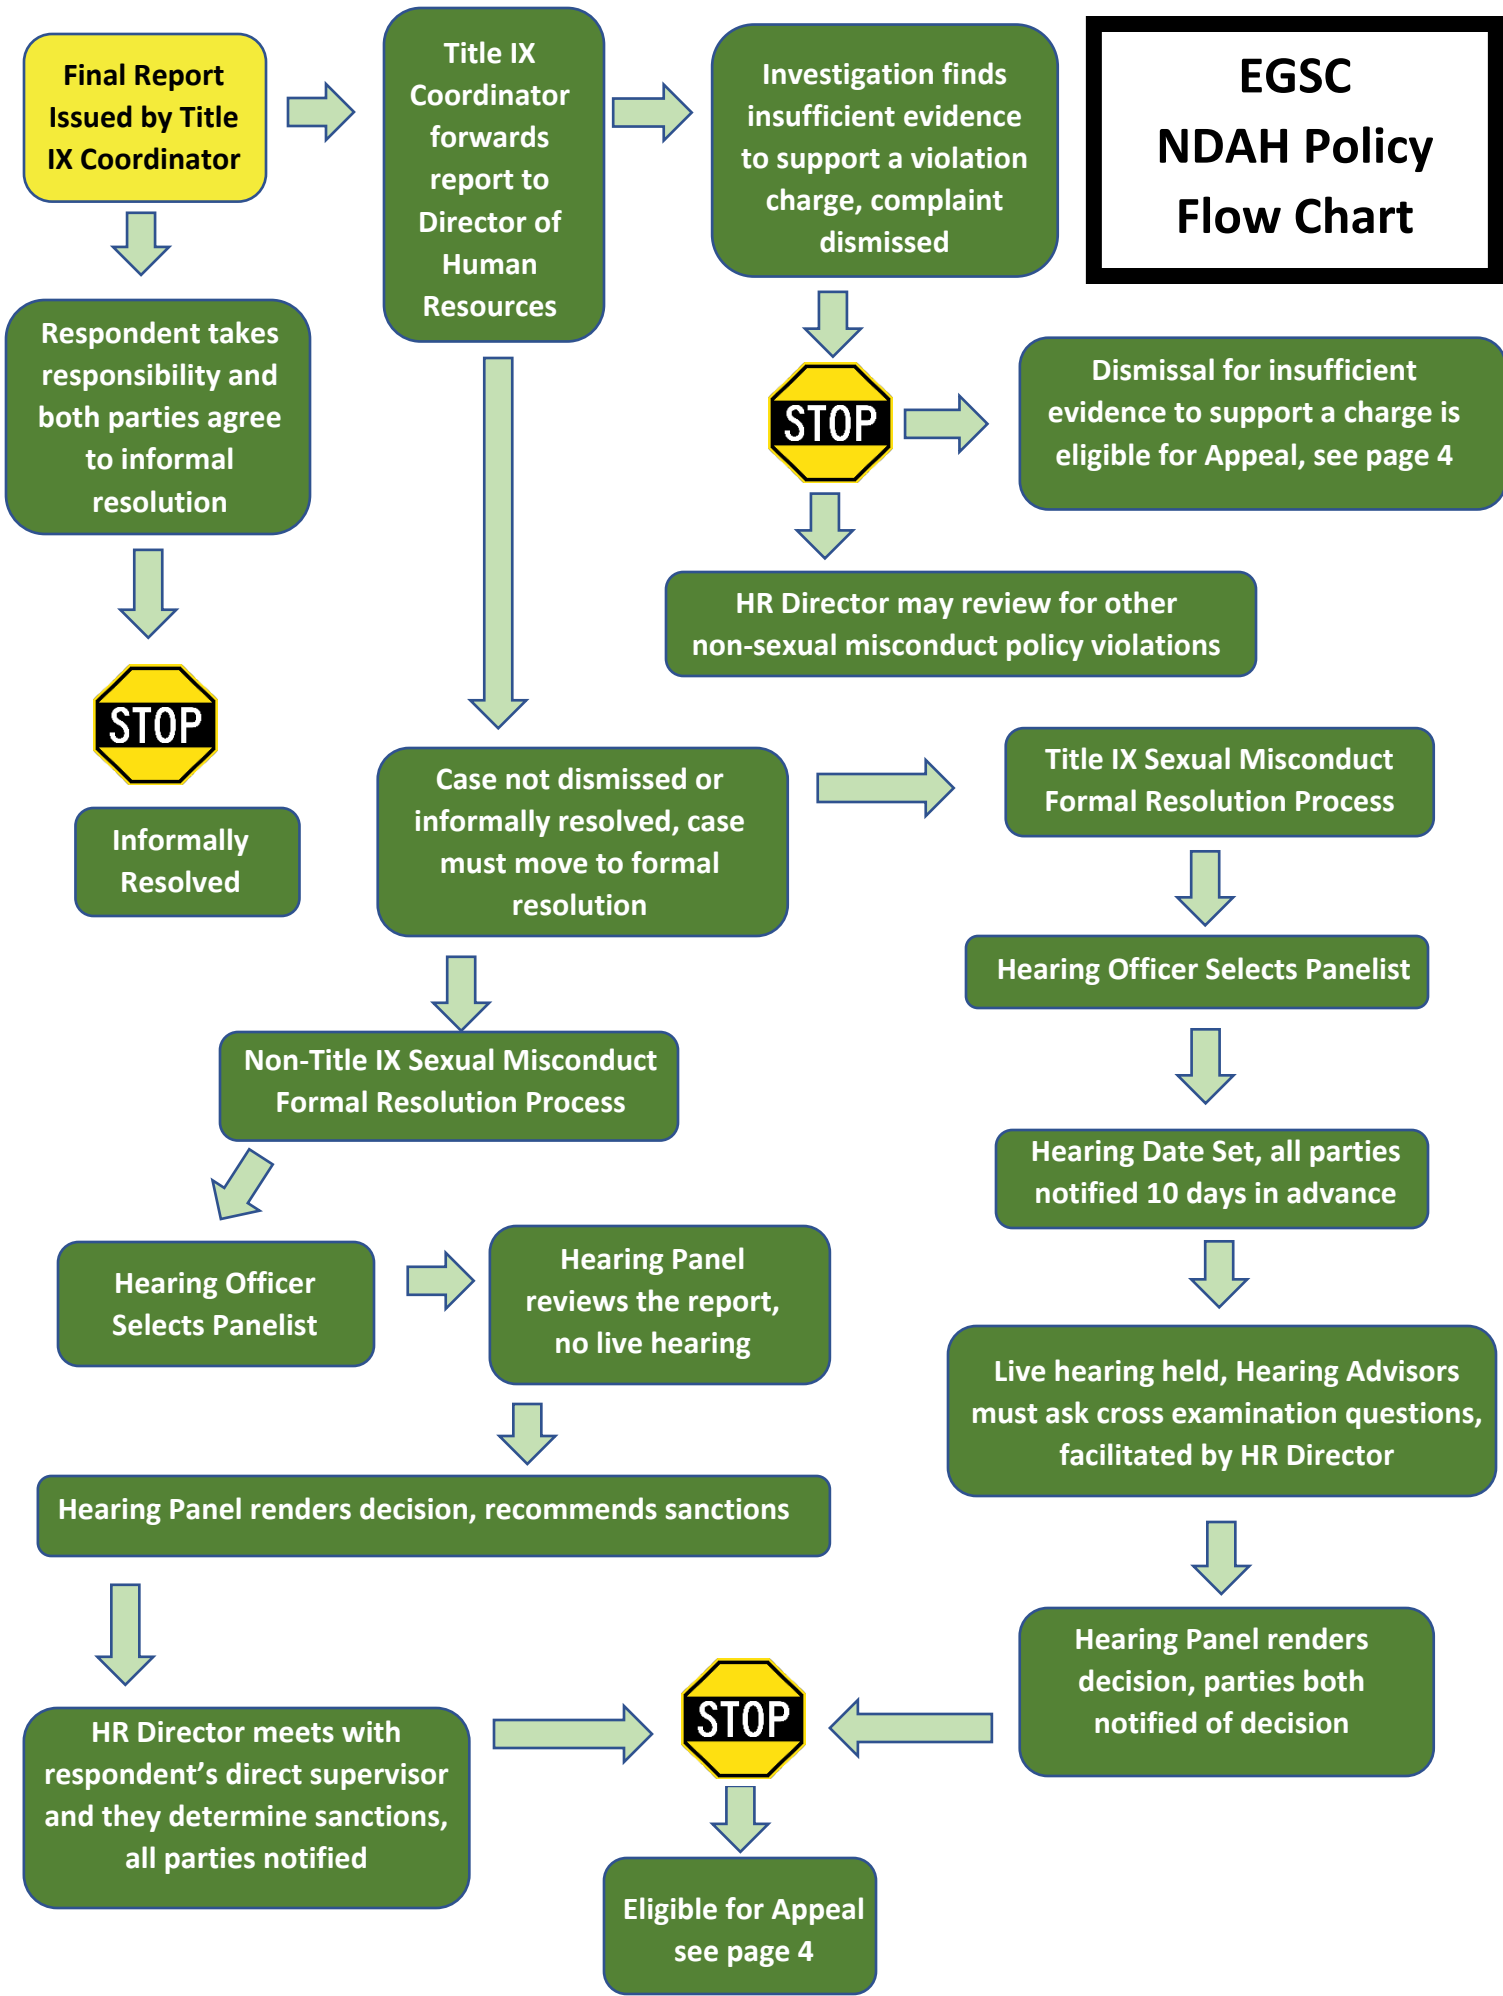 Final Report
Issued by Title
IX Coordinator
Title IX
Coordinator
forwards
report to
Director of
Human
Resources
Investigation finds
insufficient evidence
to support a violation
charge, complaint
dismissed
EGSC
NDAH Policy
Flow Chart
Respondent takes
responsibility and
both parties agree
to informal
resolution
STOP
Dismissal for insufficient
evidence to support a charge is
eligible for Appeal, see page 4
HR Director may review for other
non-sexual misconduct policy violations
STOP
Informally
Resolved
Case not dismissed or
informally resolved, case
must move to formal
resolution
Title IX Sexual Misconduct
Formal Resolution Process
Hearing Officer Selects Panelist
Non-Title IX Sexual Misconduct
Formal Resolution Process
Hearing Date Set, all parties
notified 10 days in advance
Hearing Officer
Selects Panelist
Hearing Panel
reviews the report,
no live hearing
Live hearing held, Hearing Advisors
must ask cross examination questions,
facilitated by HR Director
Hearing Panel renders decision, recommends sanctions
Hearing Panel renders
decision, parties both
notified of decision
HR Director meets with
respondent’s direct supervisor
and they determine sanctions,
all parties notified
STOP
Eligible for Appeal
see page 4